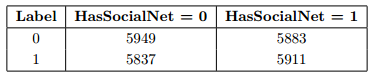 Label HasSocialNet = 0 HasSocialNet = 1
0 5949 5883
1 5837 5911